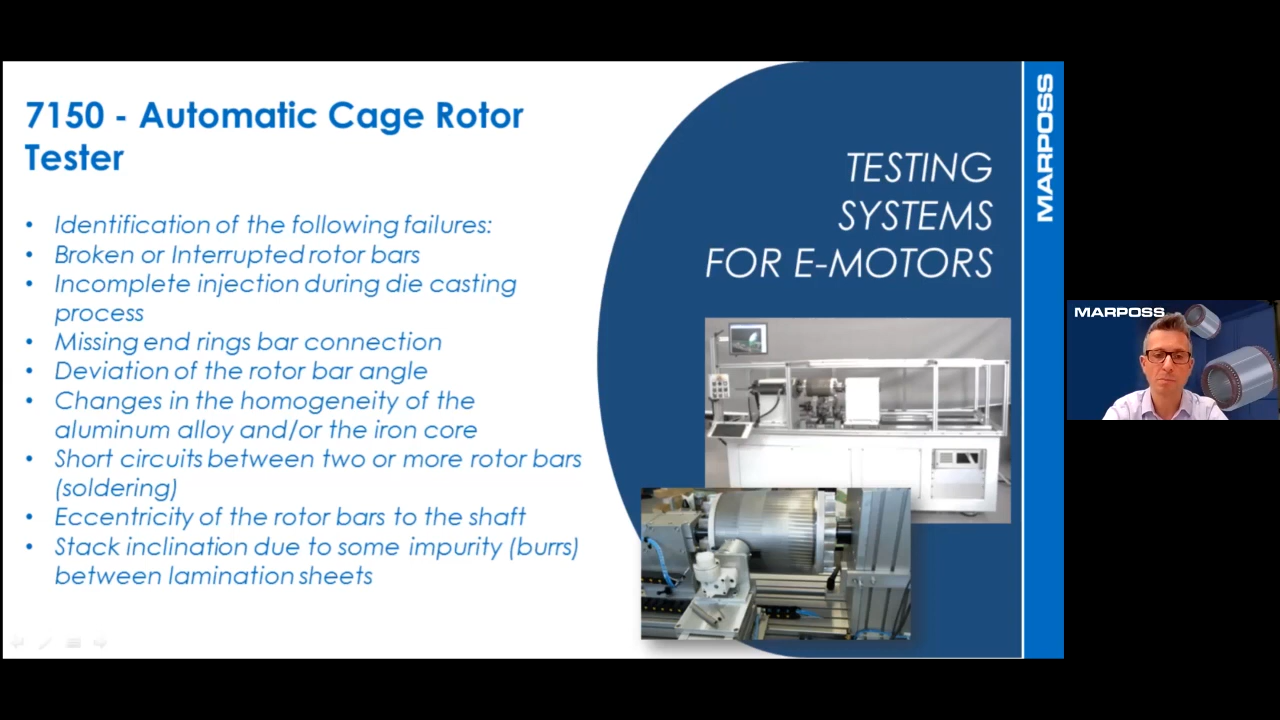 7150 - Automatic Cage Rotor
Tester
• Identification of the following failures:
• Broken or Interrupted rotor bars
• Incomplete injection during die casting
process
• Missing end rings bar connection
• Deviation of the rotor bar angle
• Changes in the homogeneity of the
aluminum alloy and/or the iron core
• Short circuits between two or more rotor bars
(soldering)
• Eccentricity of the rotor bars to the shaft
• Stack inclination due to some impurity (burrs)
between lamination sheets
TESTING
SYSTEMS
FOR E-MOTORS
MARPOSS
MARPOSS